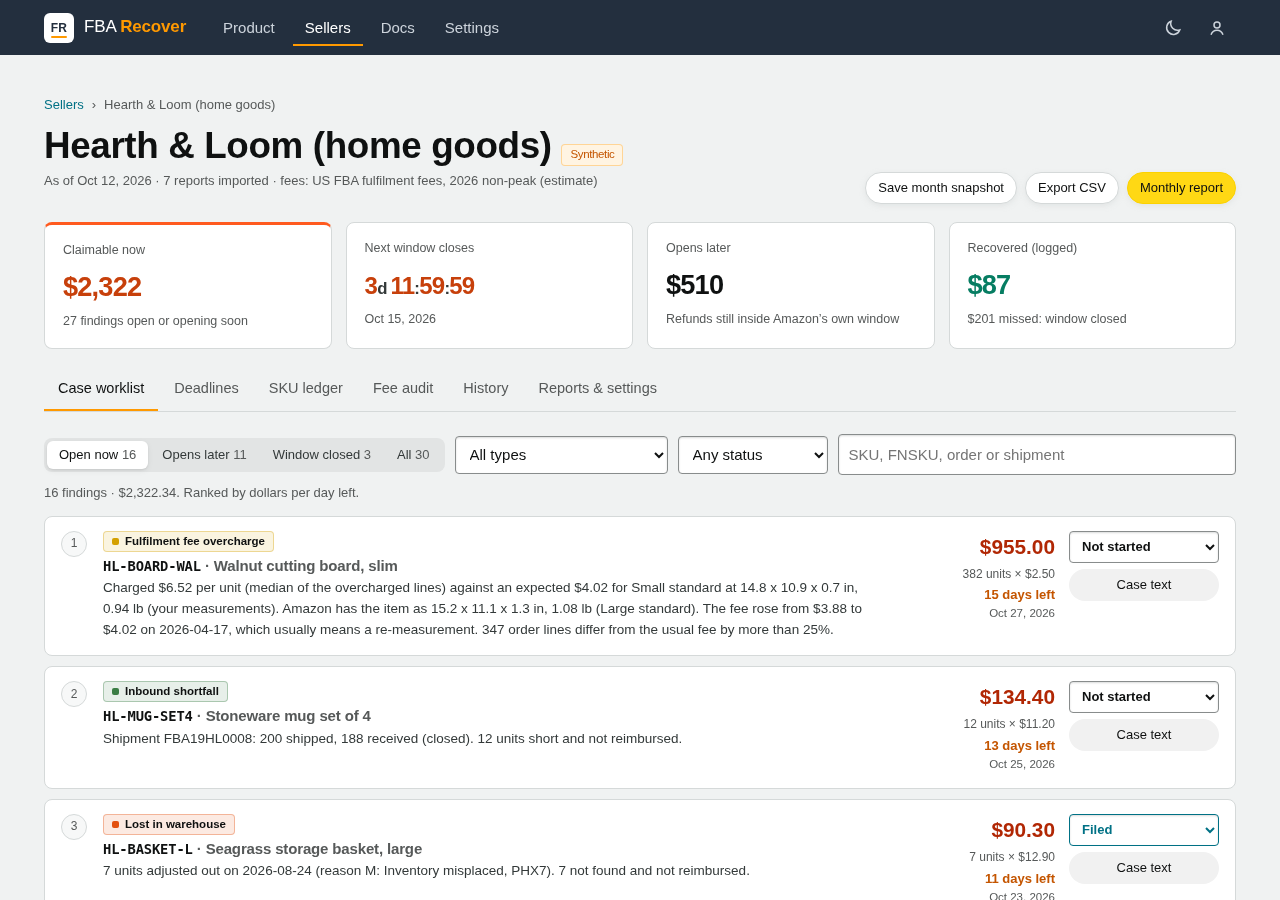 FR FBA Recover Product Sellers Docs Settings
Sellers › Hearth & Loom (home goods)
Hearth & Loom (home goods) Synthetic
As of Oct 12, 2026 · 7 reports imported · fees: US FBA fulfilment fees, 2026 non-peak (estimate)
Save month snapshot Export CSV Monthly report
Claimable now
$2,322
27 findings open or opening soon
Next window closes
3d 11:59:59
Oct 15, 2026
Opens later
$510
Refunds still inside Amazon's own window
Recovered (logged)
$87
$201 missed: window closed
Case worklist Deadlines SKU ledger Fee audit History Reports & settings
Open now 16 Opens later 11 Window closed 3 All 30 All types Any status SKU, FNSKU, order or shipment
16 findings · $2,322.34. Ranked by dollars per day left.
1
Fulfilment fee overcharge
HL-BOARD-WAL · Walnut cutting board, slim
Charged $6.52 per unit (median of the overcharged lines) against an expected $4.02 for Small standard at 14.8 x 10.9 x 0.7 in,
0.94 lb (your measurements). Amazon has the item as 15.2 x 11.1 x 1.3 in, 1.08 lb (Large standard). The fee rose from $3.88 to
$4.02 on 2026-04-17, which usually means a re-measurement. 347 order lines differ from the usual fee by more than 25%.
$955.00
382 units × $2.50
15 days left
Oct 27, 2026
Not started
Case text
2
Inbound shortfall
HL-MUG-SET4 · Stoneware mug set of 4
Shipment FBA19HL0008: 200 shipped, 188 received (closed). 12 units short and not reimbursed.
$134.40
12 units × $11.20
13 days left
Oct 25, 2026
Not started
Case text
3
Lost in warehouse
HL-BASKET-L · Seagrass storage basket, large
7 units adjusted out on 2026-08-24 (reason M: Inventory misplaced, PHX7). 7 not found and not reimbursed.
$90.30
7 units × $12.90
11 days left
Oct 23, 2026
Filed
Case text